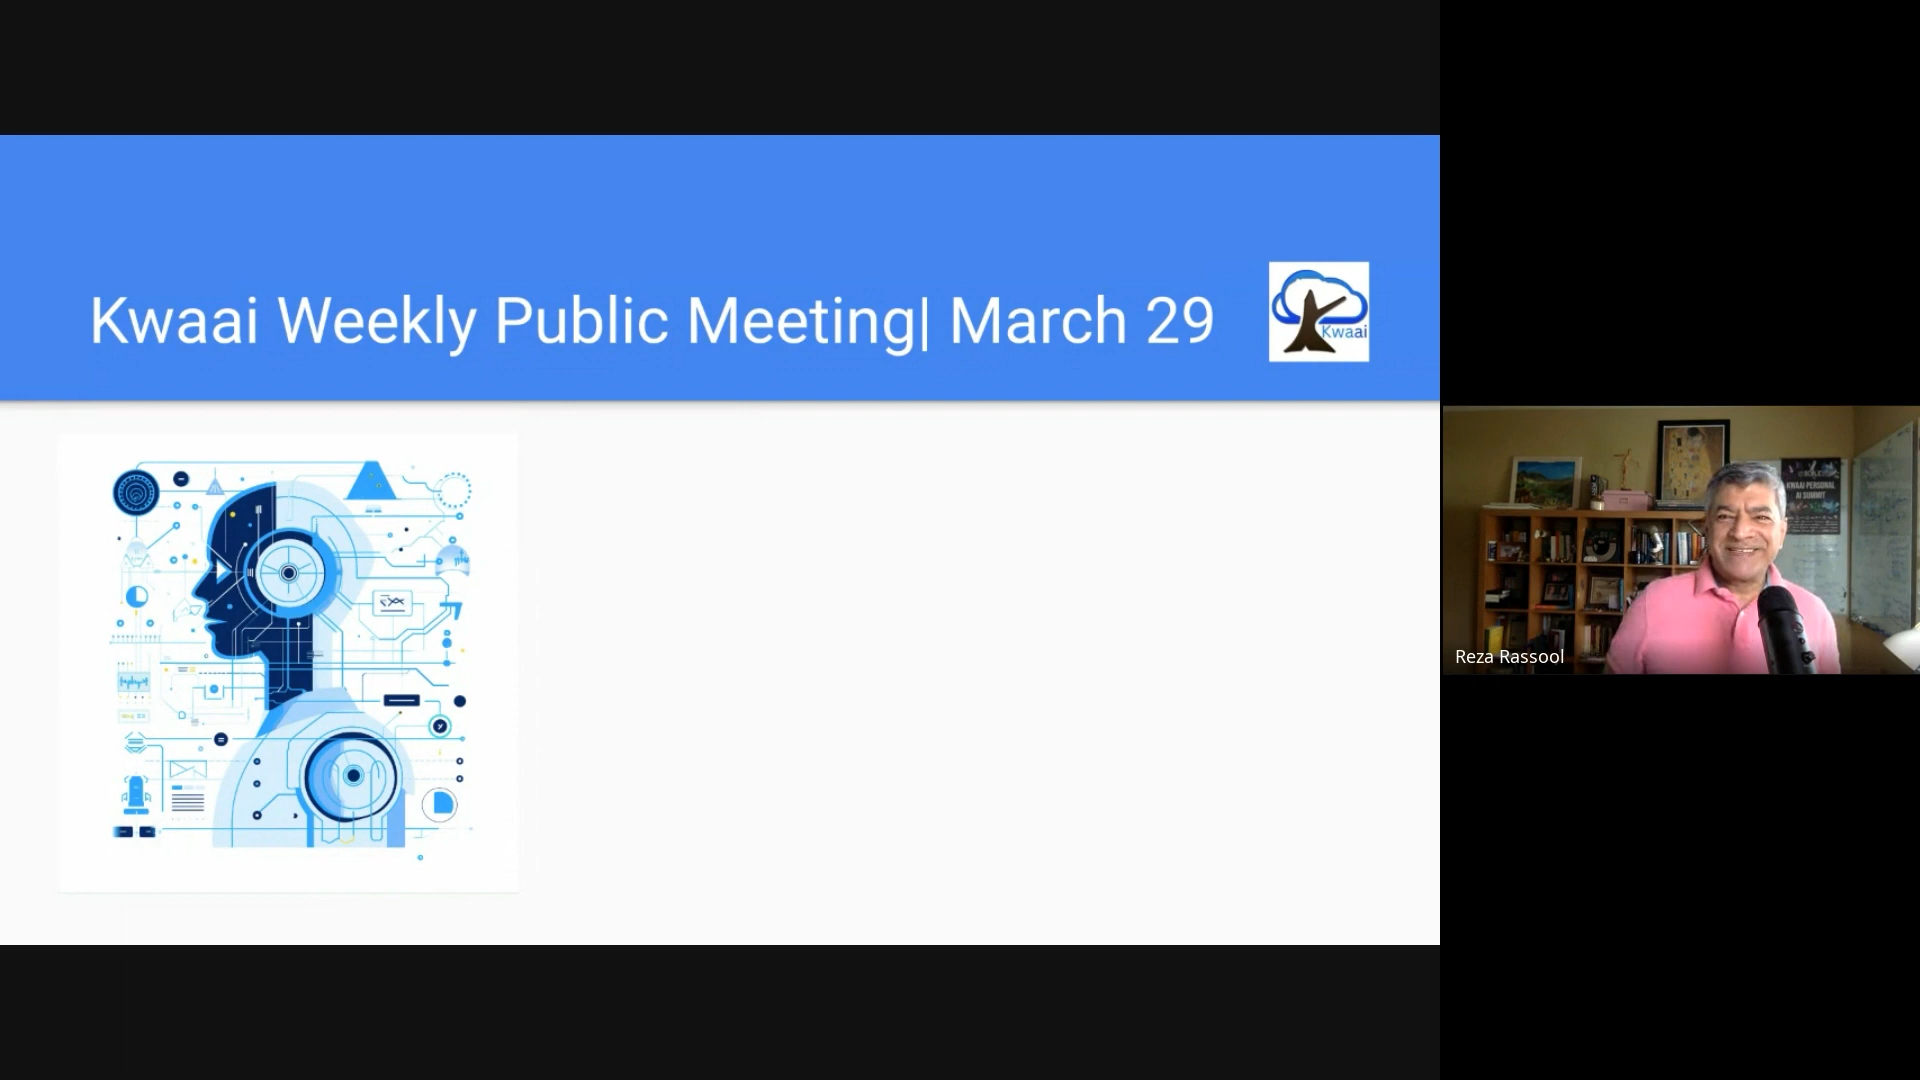 Kwaai Weekly Public Meeting| March 29
Kwaai
KWAAI PERSONAL
AI SUMMIT
Reza Rassool